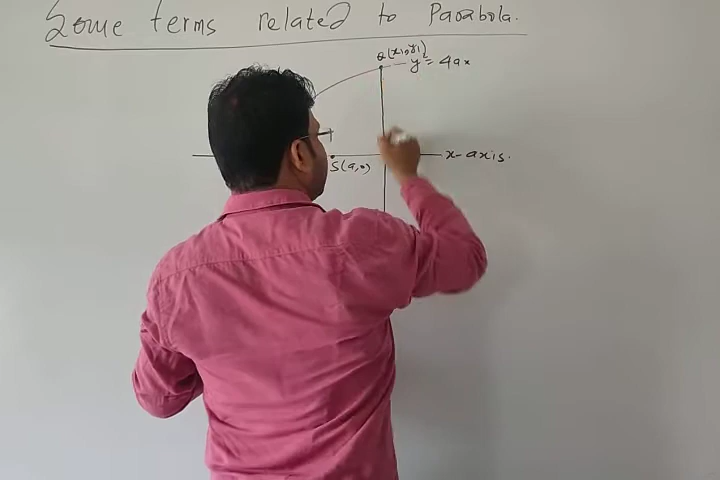 Some terms related to Parabola.
Q(x1,y1)
y² = 4ax
x-axis.
S(a,0)